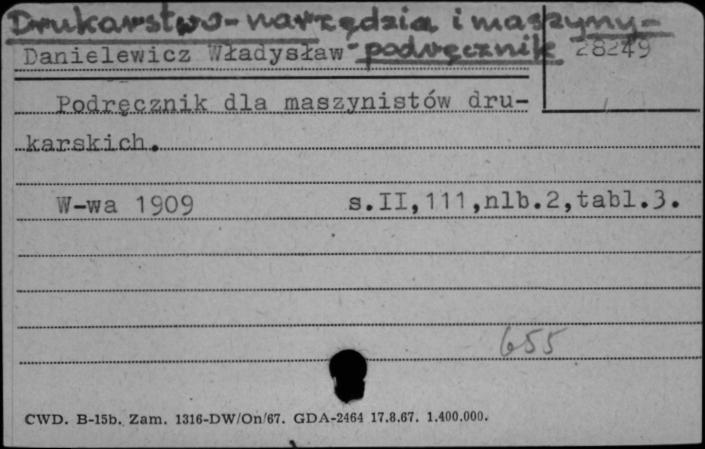 Drukarstwo - narzędzia i maszyny -
Danielewicz Władysław - podręcznik 28249
Podręcznik dla maszynistów dru-
karskich.
W-wa 1909 s.II,111,nlb.2,tabl.3.
655
CWD. B-15b. Zam. 1316-DW/On/67. GDA-2464 17.8.67. 1.400.000.